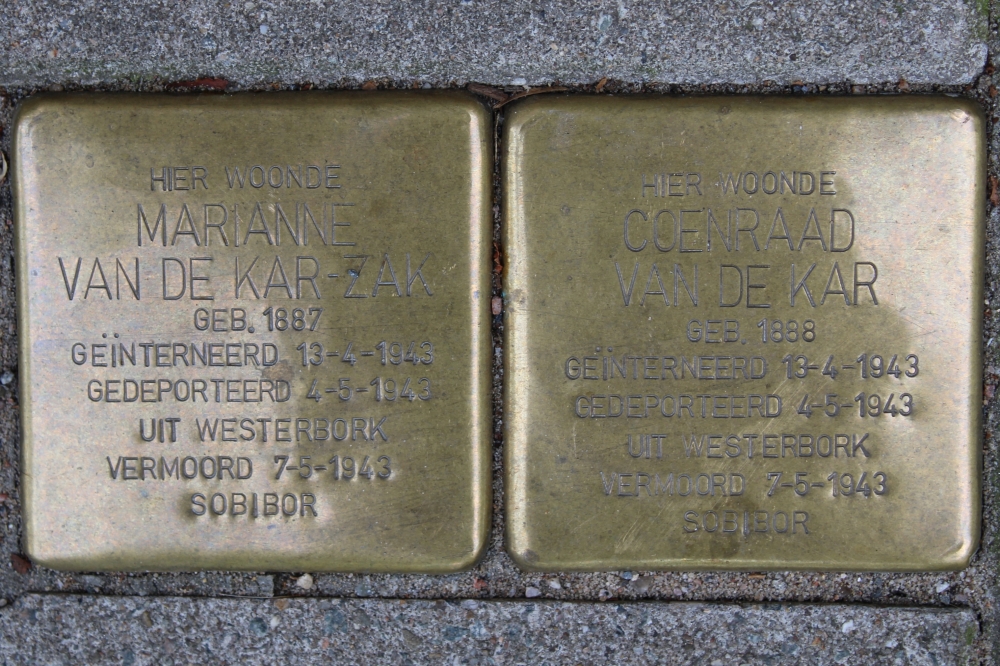 HIER WOONDE
MARIANNE
VAN DE KAR-ZAK
GEB. 1887
GEÏNTERNEERD 13-4-1943
GEDEPORTEERD 4-5-1943
UIT WESTERBORK
VERMOORD 7-5-1943
SOBIBOR
HIER WOONDE
COENRAAD
VAN DE KAR
GEB. 1888
GEÏNTERNEERD 13-4-1943
GEDEPORTEERD 4-5-1943
UIT WESTERBORK
VERMOORD 7-5-1943
SOBIBOR